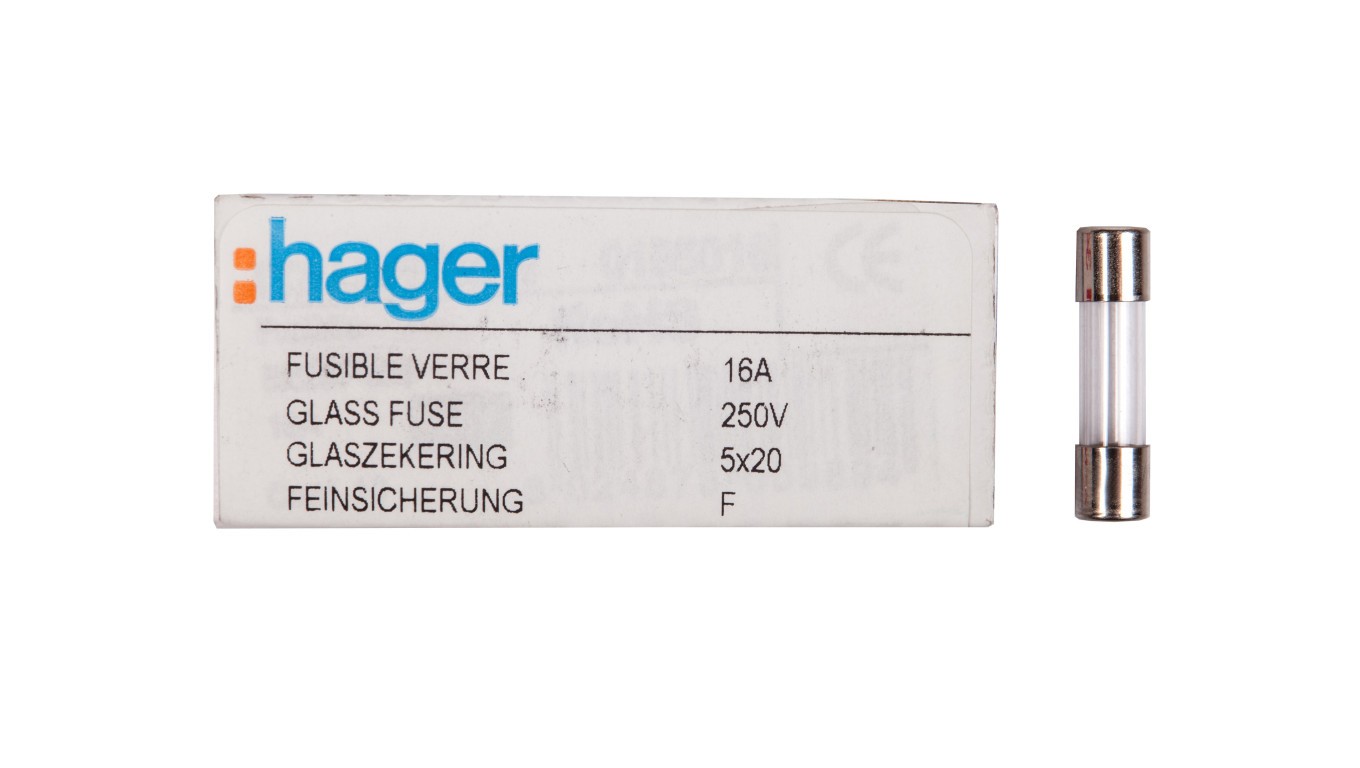 hager
FUSIBLE VERRE 16A
GLASS FUSE 250V
GLASZEKERING 5x20
FEINSICHERUNG F